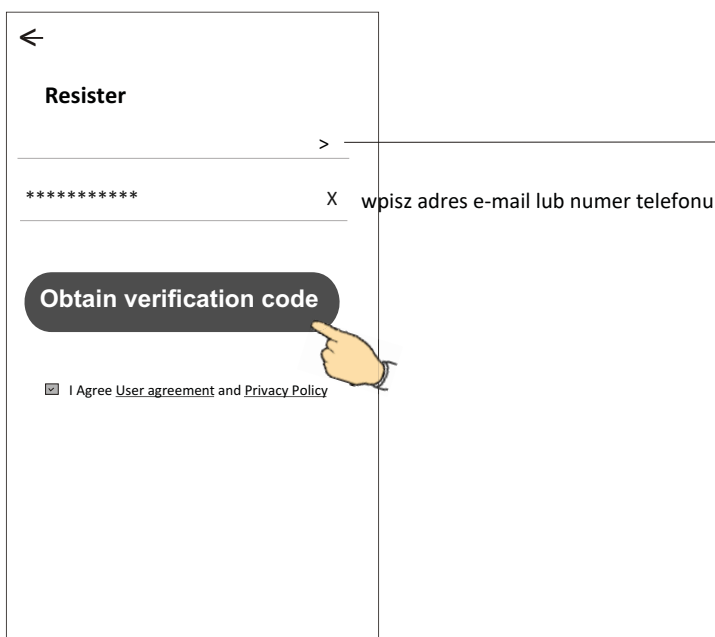 Resister
>
*********** X
wpisz adres e-mail lub numer telefonu
Obtain verification code
I Agree User agreement and Privacy Policy